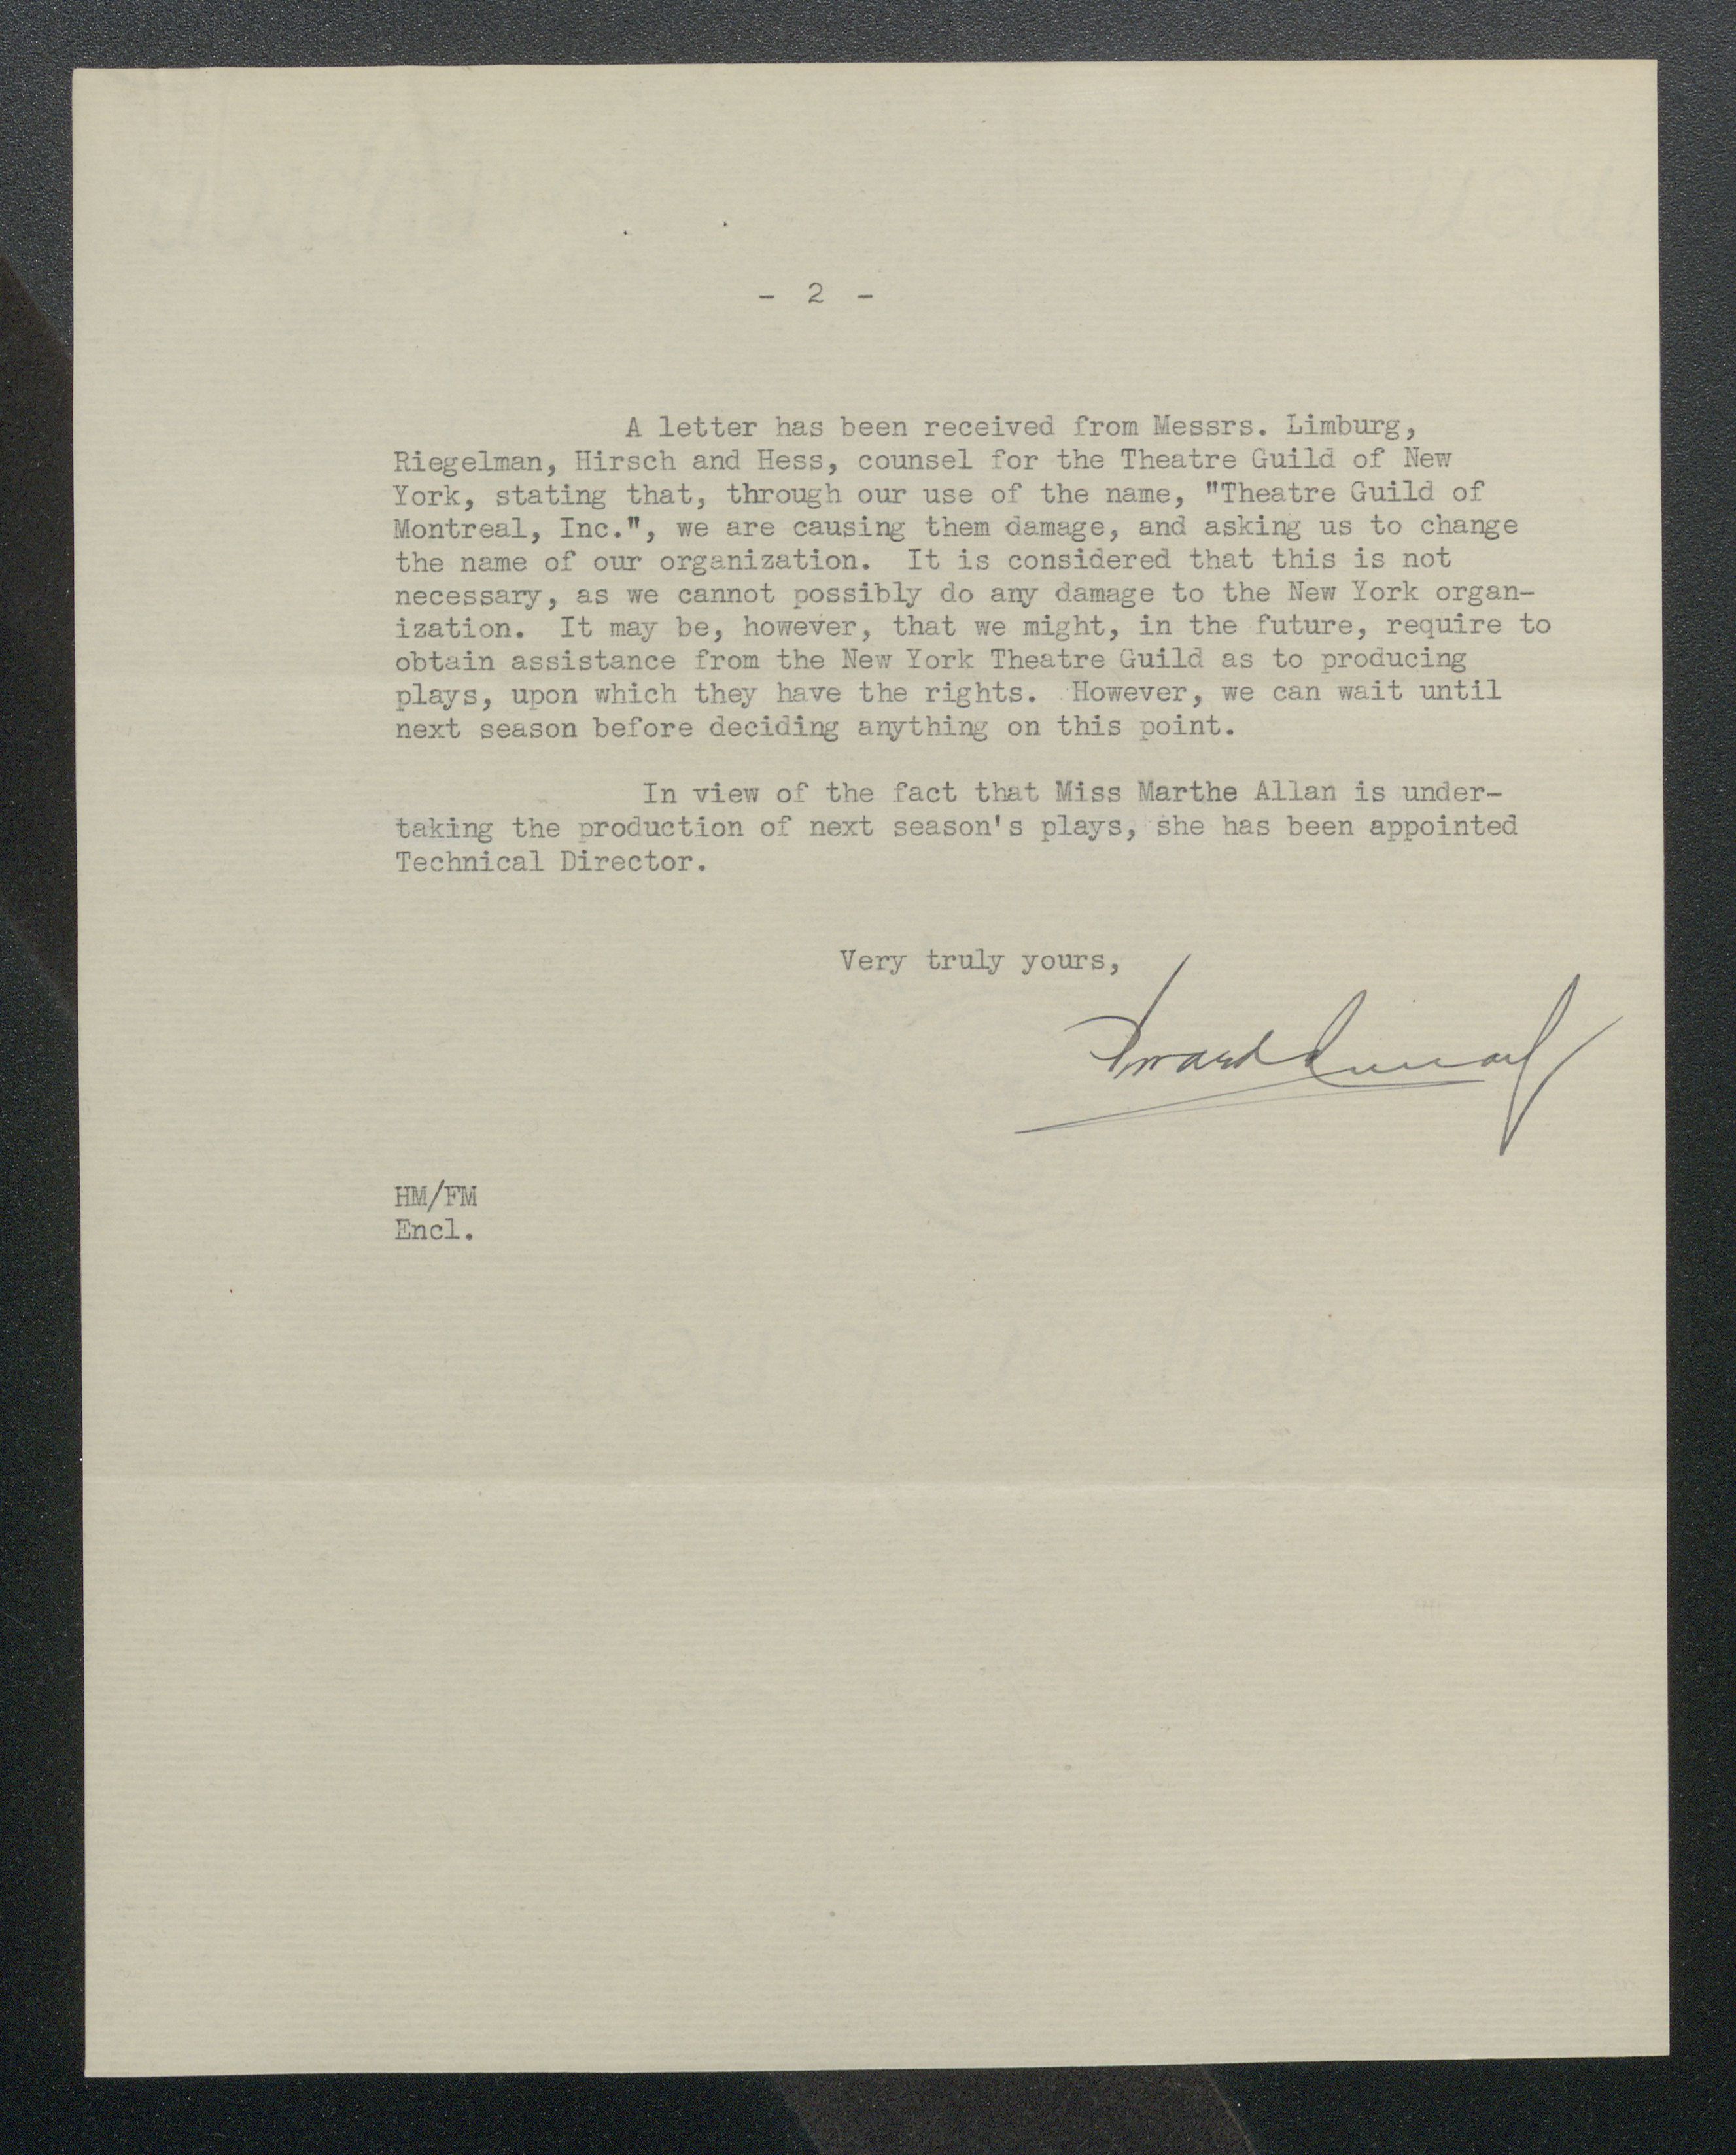 - 2 -
A letter has been received from Messrs. Limburg,
Riegelman, Hirsch and Hess, counsel for the Theatre Guild of New
York, stating that, through our use of the name, "Theatre Guild of
Montreal, Inc.", we are causing them damage, and asking us to change
the name of our organization. It is considered that this is not
necessary, as we cannot possibly do any damage to the New York organ-
ization. It may be, however, that we might, in the future, require to
obtain assistance from the New York Theatre Guild as to producing
plays, upon which they have the rights. However, we can wait until
next season before deciding anything on this point.
In view of the fact that Miss Marthe Allan is under-
taking the production of next season's plays, she has been appointed
Technical Director.
Very truly yours,
HM/FM
Encl.